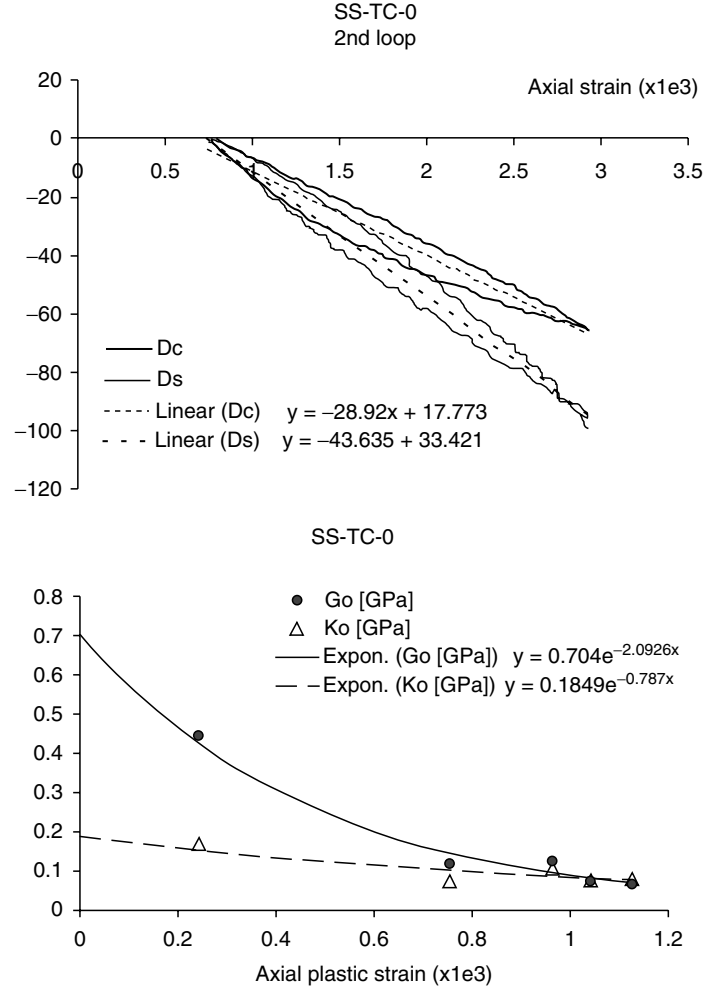 SS-TC-0
2nd loop
20
Axial strain (x1e3)
0
0 0.5 1 1.5 2 2.5 3 3.5
−20
−40
−60
−80
−100
−120
Dc
Ds
Linear (Dc) y = −28.92x + 17.773
Linear (Ds) y = −43.635 + 33.421
SS-TC-0
0.8
0.7
0.6
0.5
0.4
0.3
0.2
0.1
0
Go [GPa]
Ko [GPa]
Expon. (Go [GPa]) y = 0.704e−2.0926x
Expon. (Ko [GPa]) y = 0.1849e−0.787x
0 0.2 0.4 0.6 0.8 1 1.2
Axial plastic strain (x1e3)